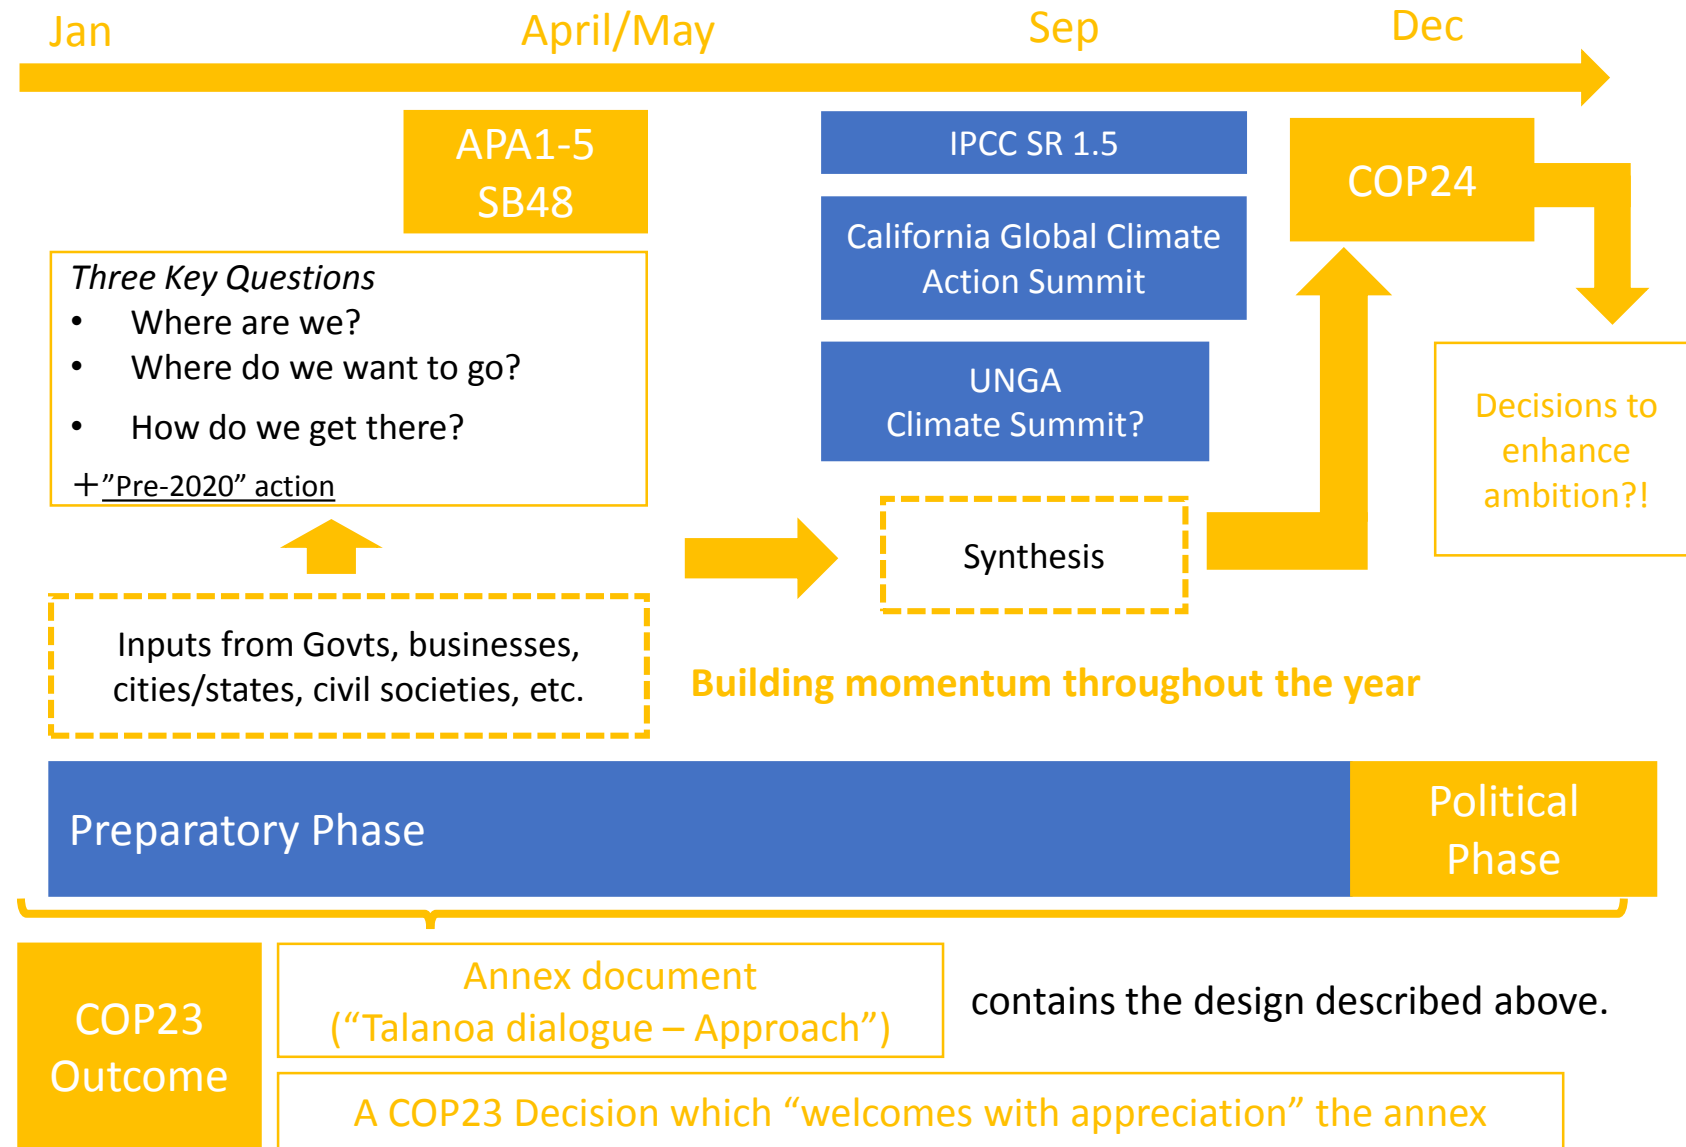 Jan
April/May
Sep
Dec
APA1-5
SB48
IPCC SR 1.5
California Global Climate
Action Summit
UNGA
Climate Summit?
COP24
Three Key Questions
• Where are we?
• Where do we want to go?
• How do we get there?
+”Pre-2020” action
Decisions to
enhance
ambition?!
Synthesis
Inputs from Govts, businesses,
cities/states, civil societies, etc.
Building momentum throughout the year
Preparatory Phase
Political
Phase
COP23
Outcome
Annex document
(“Talanoa dialogue – Approach”)
contains the design described above.
A COP23 Decision which “welcomes with appreciation” the annex